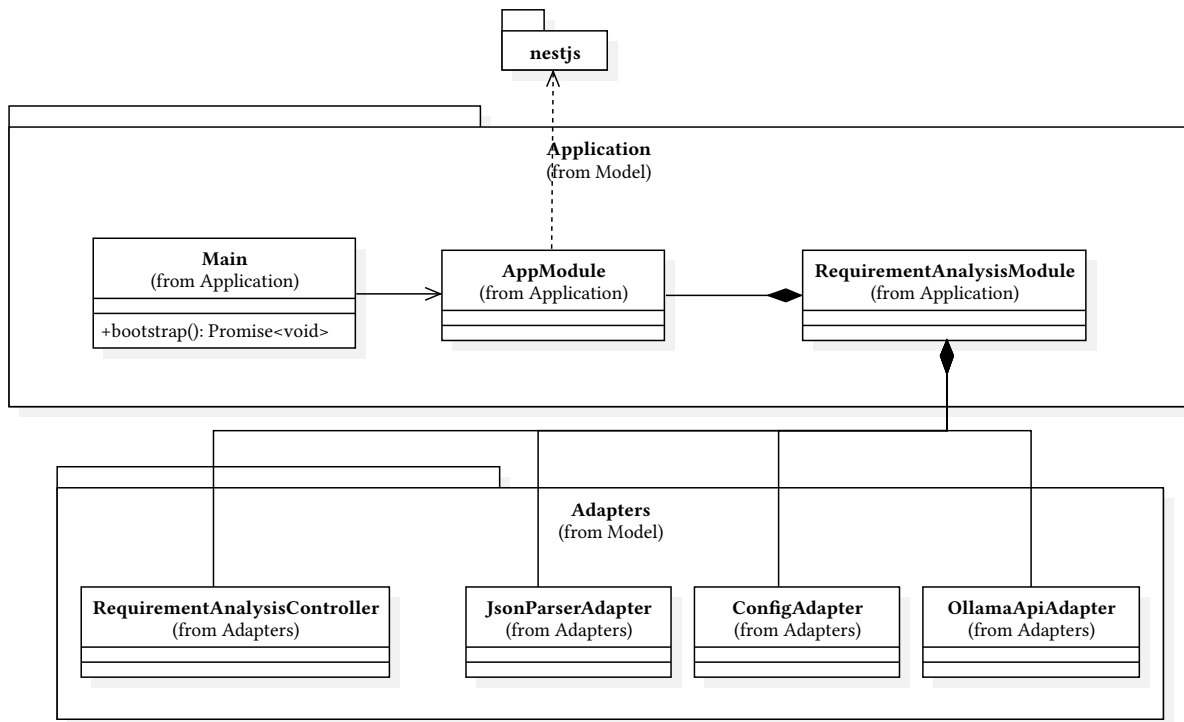 nestjs
Application
(from Model)
Main
(from Application)
+bootstrap(): Promise<void>
AppModule
(from Application)
RequirementAnalysisModule
(from Application)
Adapters
(from Model)
RequirementAnalysisController
(from Adapters)
JsonParserAdapter
(from Adapters)
ConfigAdapter
(from Adapters)
OllamaApiAdapter
(from Adapters)